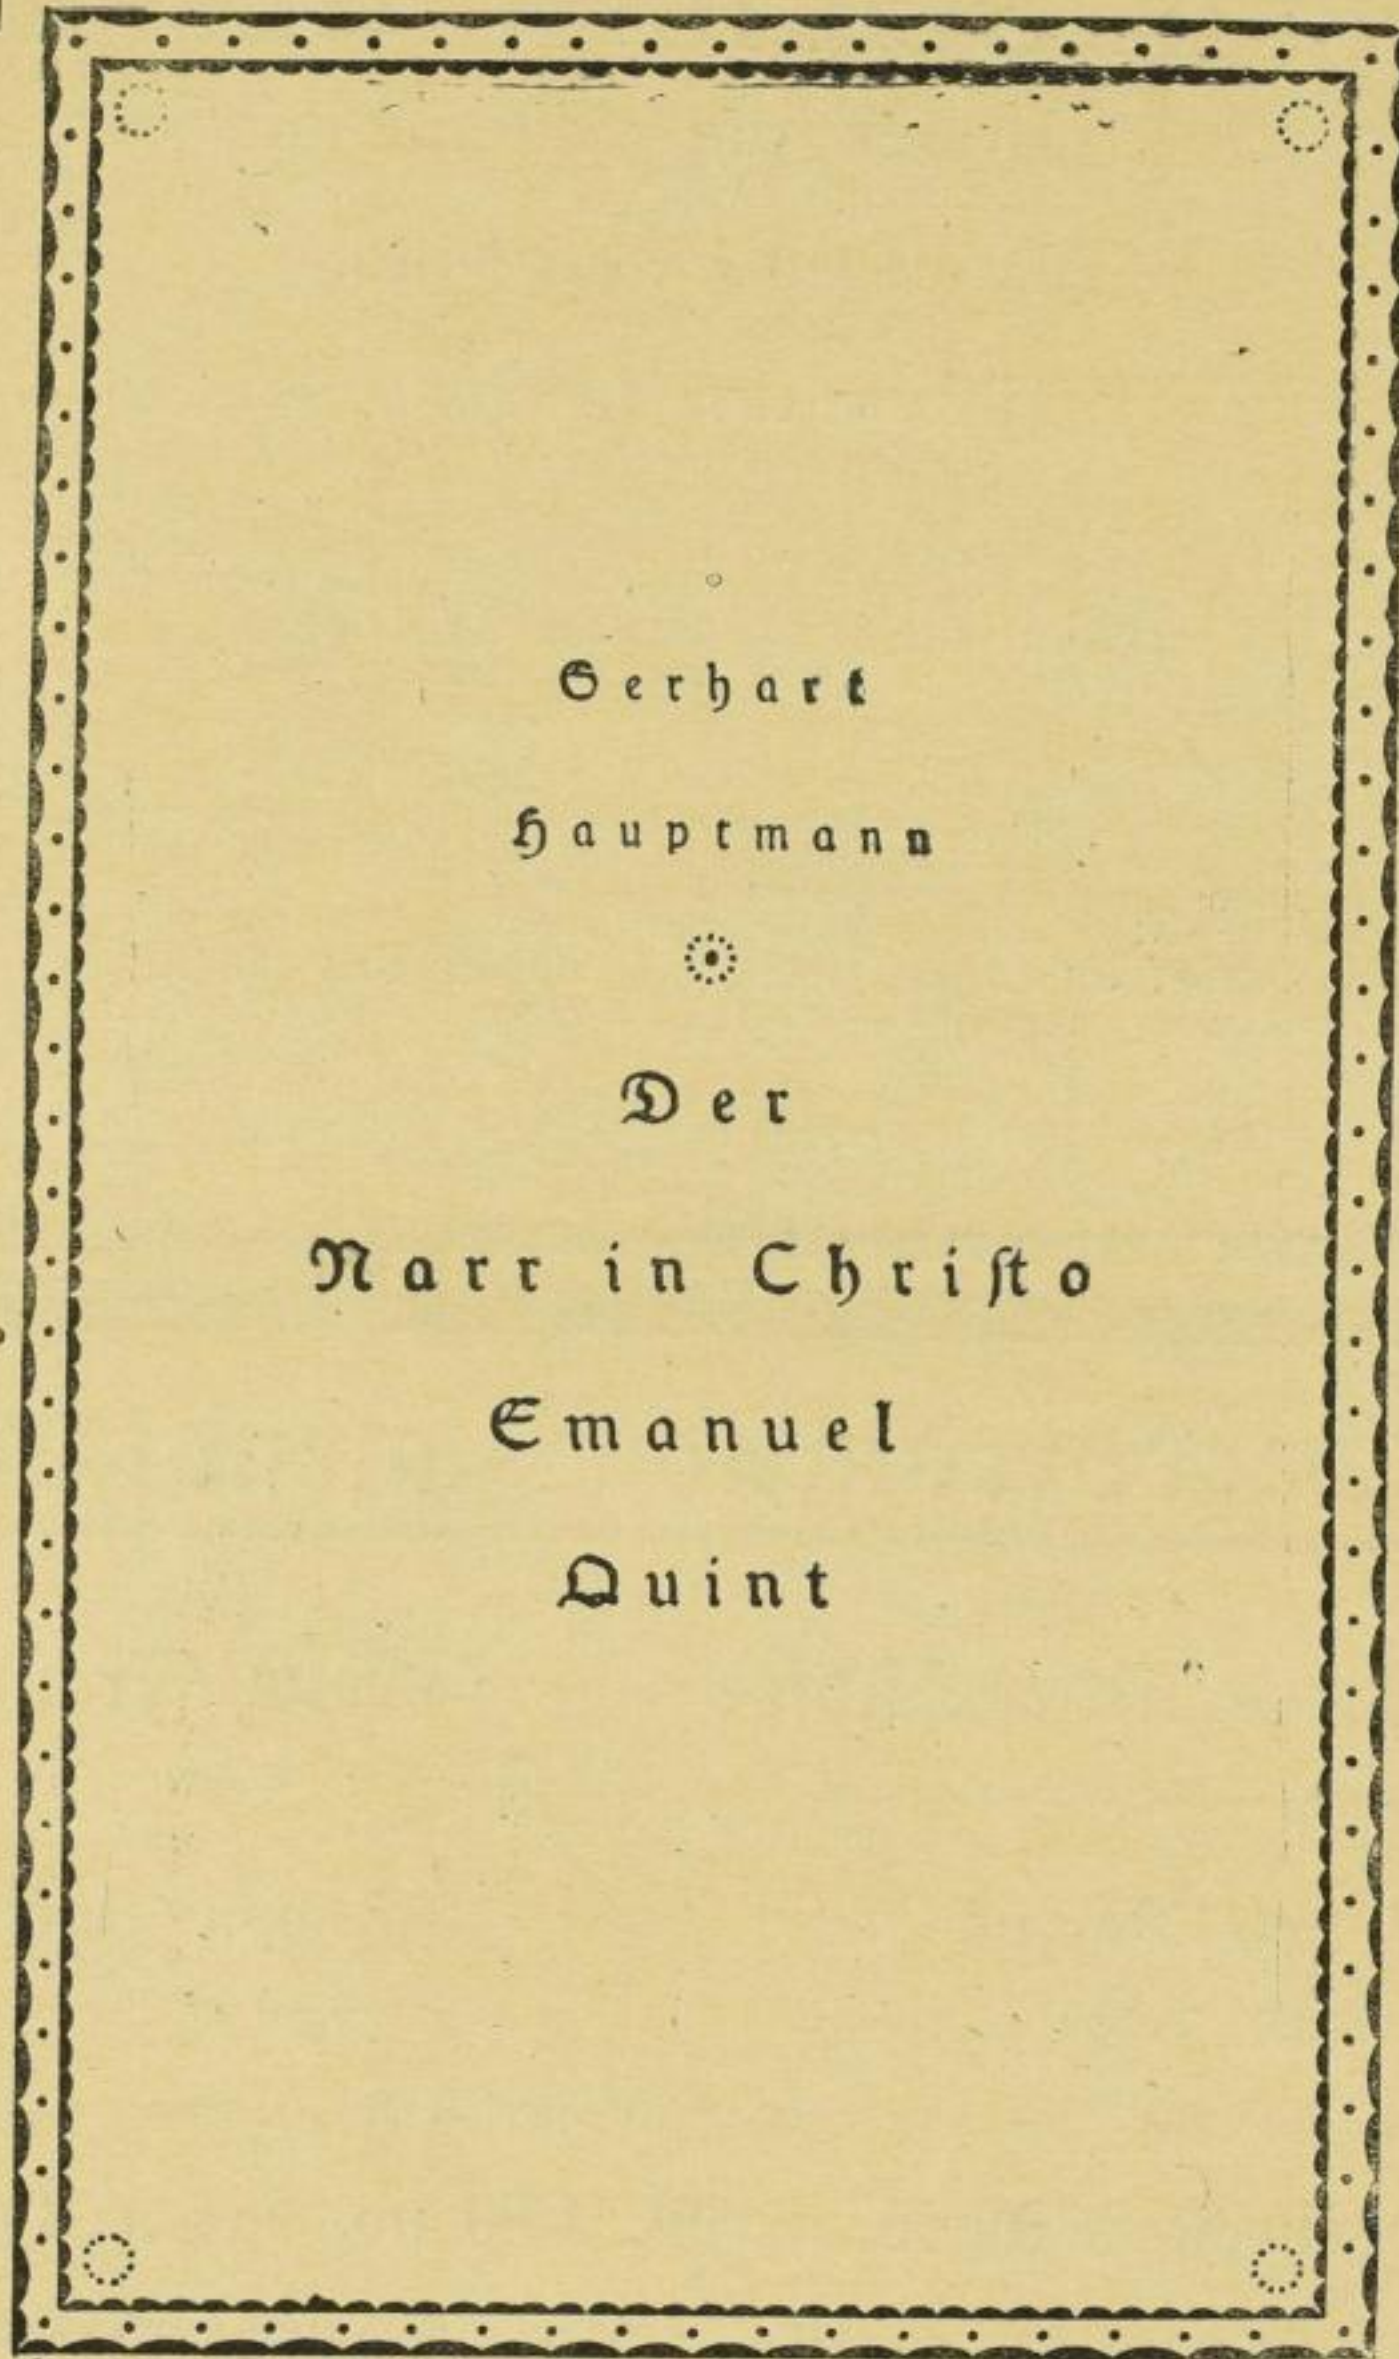 Gerhart
Hauptmann
Der
Narr in Chriſto
Emanuel
Quint